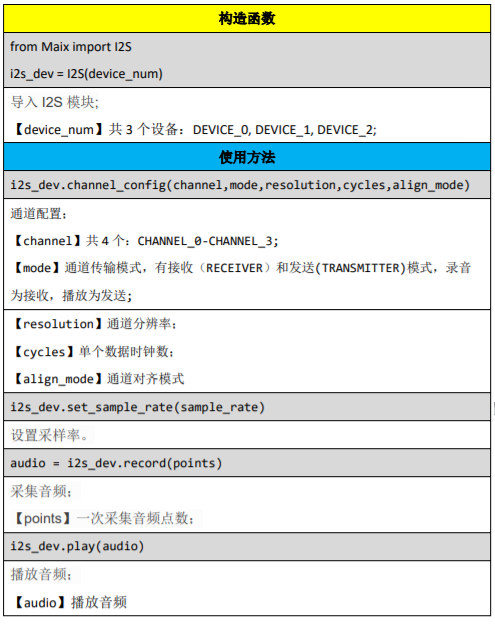 构造函数
from Maix import I2S
i2s_dev = I2S(device_num)
导入 I2S 模块;
【device_num】共 3 个设备：DEVICE_0, DEVICE_1, DEVICE_2;
使用方法
i2s_dev.channel_config(channel,mode,resolution,cycles,align_mode)
通道配置；
【channel】共 4 个：CHANNEL_0-CHANNEL_3;
【mode】通道传输模式，有接收（RECEIVER）和发送(TRANSMITTER)模式，录音
为接收，播放为发送;
【resolution】通道分辨率；
【cycles】单个数据时钟数；
【align_mode】通道对齐模式
i2s_dev.set_sample_rate(sample_rate)
设置采样率。
audio = i2s_dev.record(points)
采集音频；
【points】一次采集音频点数；
i2s_dev.play(audio)
播放音频；
【audio】播放音频